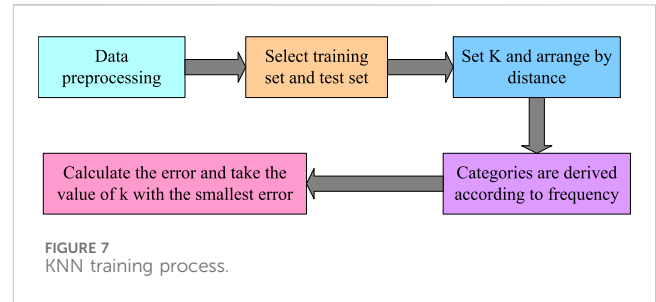 Data
preprocessing
Select training
set and test set
Set K and arrange by
distance
Categories are derived
according to frequency
Calculate the error and take the
value of k with the smallest error
FIGURE 7
KNN training process.